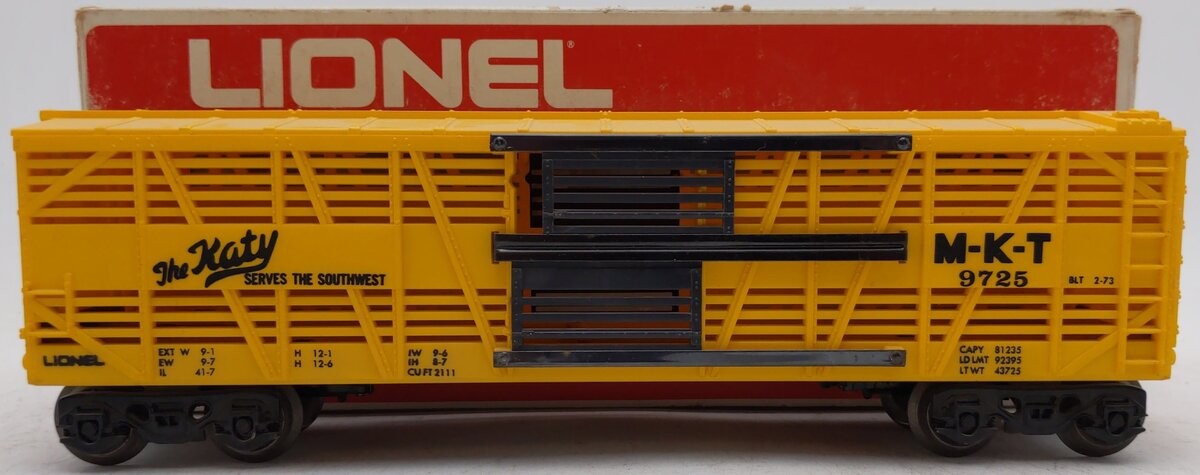 LIONEL®
The Katy
SERVES THE SOUTHWEST
M-K-T
9725
BLT 2-73
LIONEL
EXT W 9-1
EW 9-7
IL 41-7
H 12-1
H 12-6
IW 9-6
IH 8-7
CUFT 2111
CAPY 81235
LD LMT 92395
LT WT 43725